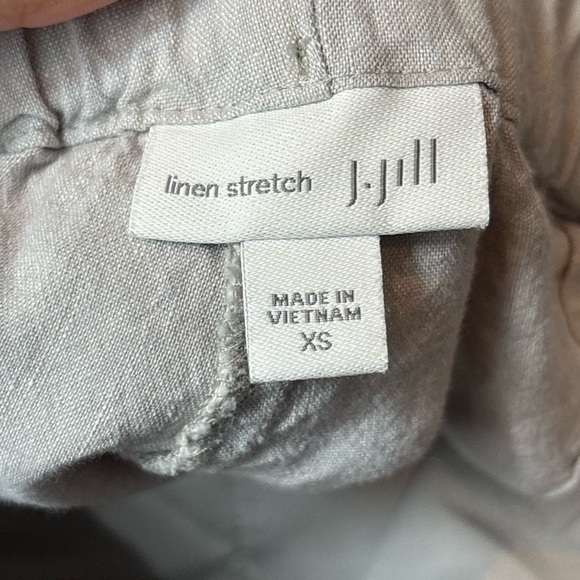 linen stretch J.Jill
MADE IN
VIETNAM
XS